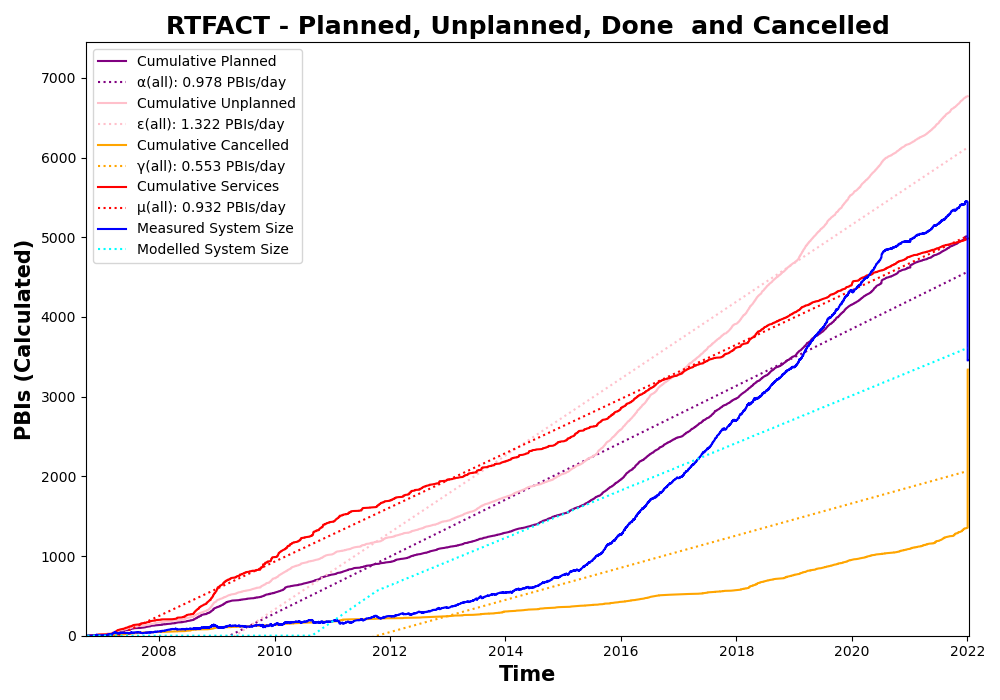 RTFACT - Planned, Unplanned, Done  and Cancelled
Cumulative Planned
α(all): 0.978 PBIs/day
Cumulative Unplanned
ε(all): 1.322 PBIs/day
Cumulative Cancelled
γ(all): 0.553 PBIs/day
Cumulative Services
μ(all): 0.932 PBIs/day
Measured System Size
Modelled System Size
PBIs (Calculated)
7000
6000
5000
4000
3000
2000
1000
0
2008 2010 2012 2014 2016 2018 2020 2022
Time